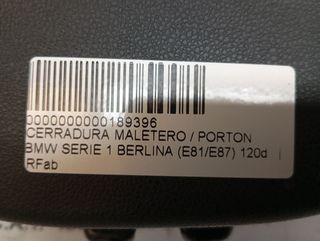 0000000000189396
CERRADURA MALETERO / PORTON
BMW SERIE 1 BERLINA (E81/E87) 120d
RFab